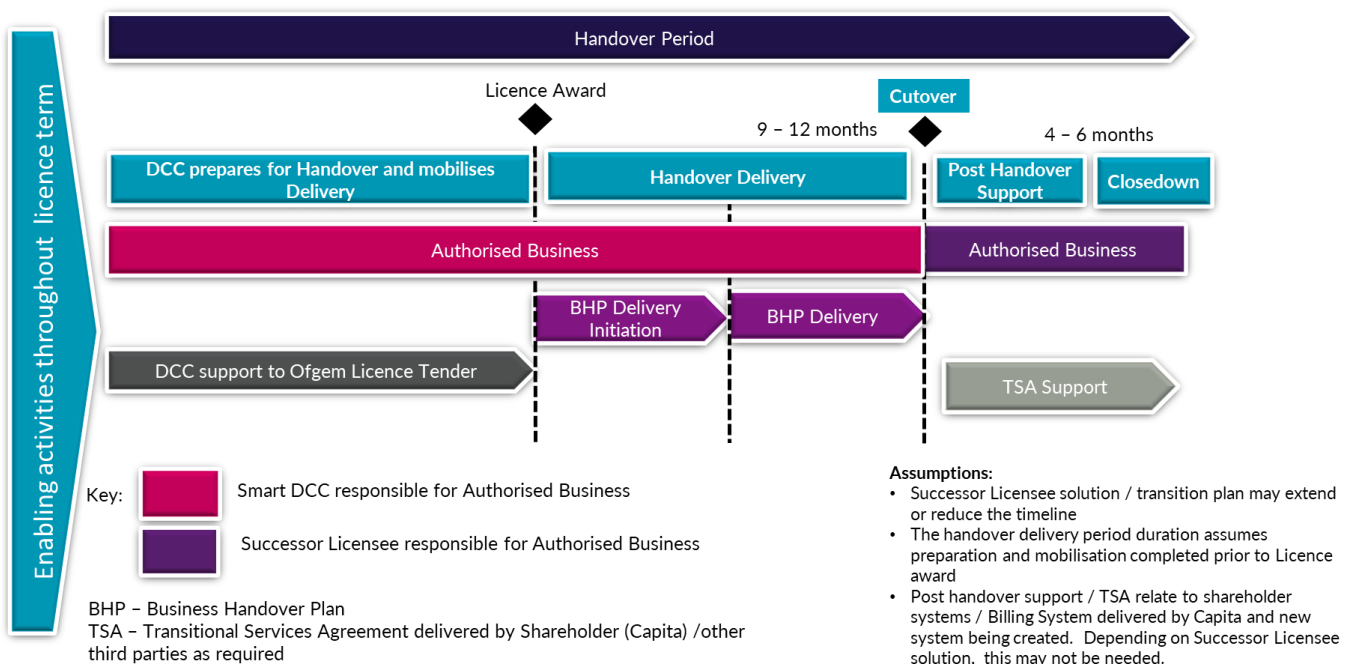 Enabling activities throughout licence term
Handover Period
Licence Award
Cutover
9 – 12 months
4 – 6 months
DCC prepares for Handover and mobilises
Delivery
Handover Delivery
Post Handover
Support
Closedown
Authorised Business
Authorised Business
BHP Delivery
Initiation
BHP Delivery
DCC support to Ofgem Licence Tender
TSA Support
Key:
Smart DCC responsible for Authorised Business
Successor Licensee responsible for Authorised Business
BHP – Business Handover Plan
TSA – Transitional Services Agreement delivered by Shareholder (Capita) /other
third parties as required
Assumptions:
• Successor Licensee solution / transition plan may extend
or reduce the timeline
• The handover delivery period duration assumes
preparation and mobilisation completed prior to Licence
award
• Post handover support / TSA relate to shareholder
systems / Billing System delivered by Capita and new
system being created. Depending on Successor Licensee
solution, this may not be needed.